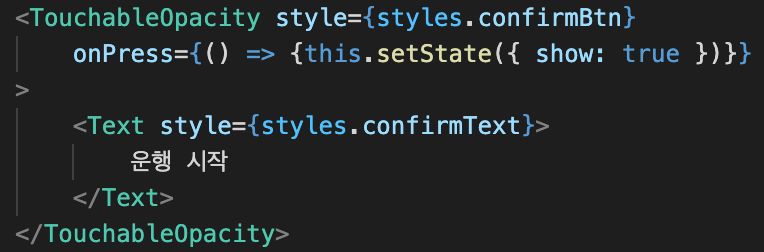 <TouchableOpacity style={styles.confirmBtn}
onPress={() => {this.setState({ show: true })}}
>
<Text style={styles.confirmText}>
운행 시작
</Text>
</TouchableOpacity>